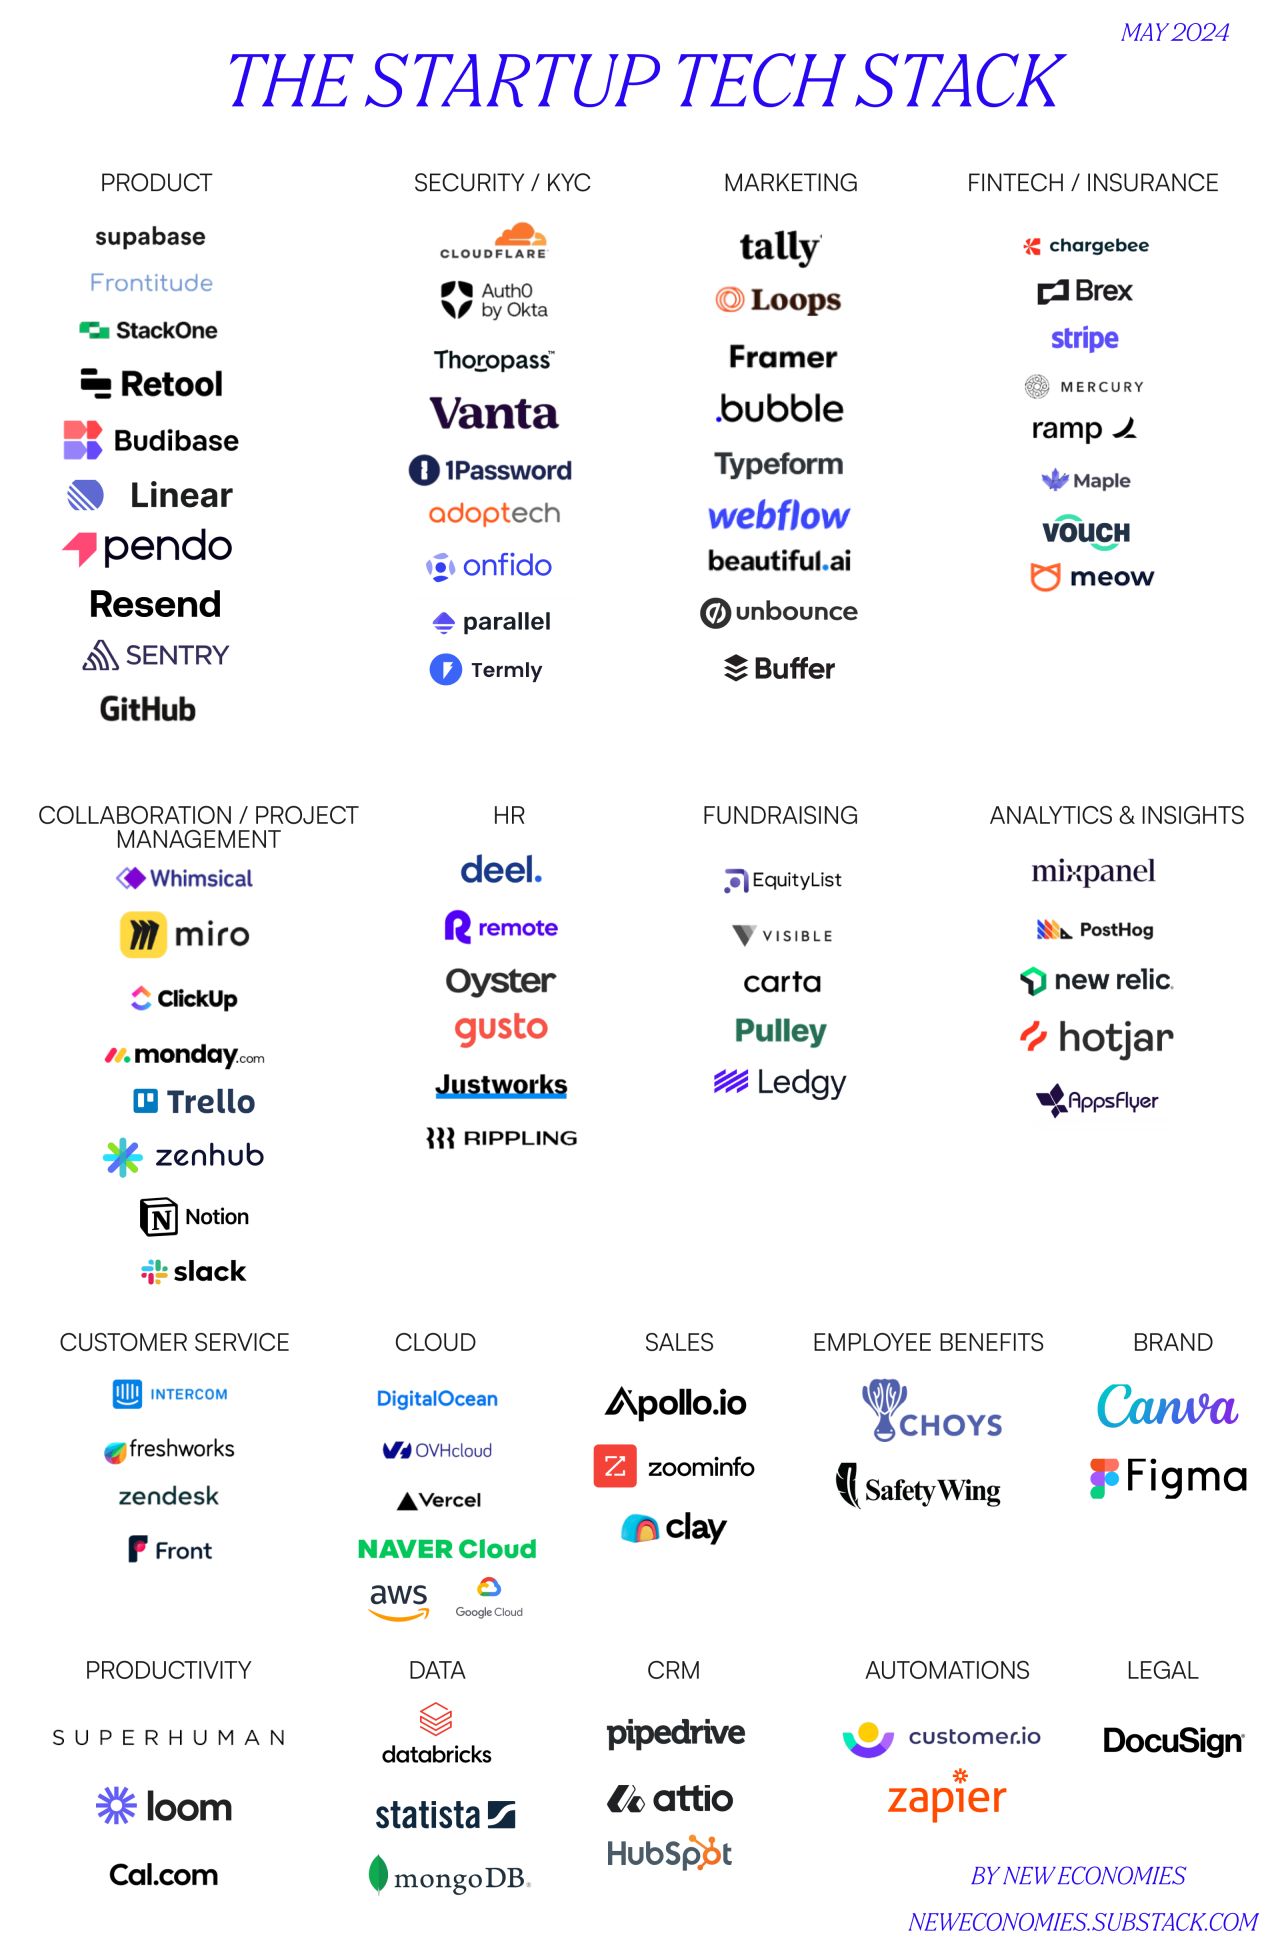 MAY 2024
THE STARTUP TECH STACK
PRODUCT
supabase
Frontitude
StackOne
Retool
Budibase
Linear
pendo
Resend
SENTRY
GitHub
SECURITY / KYC
CLOUDFLARE
Auth0
by Okta
Thoropass™
Vanta
1Password
adoptech
onfido
parallel
Termly
MARKETING
tally
Loops
Framer
.bubble
Typeform
webflow
beautiful.ai
unbounce
Buffer
FINTECH / INSURANCE
chargebee
Brex
stripe
MERCURY
ramp
Maple
VOUCH
meow
COLLABORATION / PROJECT
MANAGEMENT
Whimsical
miro
ClickUp
monday.com
Trello
zenhub
Notion
slack
HR
deel.
remote
Oyster
gusto
Justworks
RIPPLING
FUNDRAISING
EquityList
VISIBLE
carta
Pulley
Ledgy
ANALYTICS & INSIGHTS
mixpanel
PostHog
new relic.
hotjar
AppsFlyer
CUSTOMER SERVICE
INTERCOM
freshworks
zendesk
Front
CLOUD
DigitalOcean
OVHcloud
Vercel
NAVER Cloud
aws
Google Cloud
SALES
Apollo.io
zoominfo
clay
EMPLOYEE BENEFITS
CHOYS
SafetyWing
BRAND
Canva
Figma
PRODUCTIVITY
SUPERHUMAN
loom
Cal.com
DATA
databricks
statista
mongoDB.
CRM
pipedrive
attio
HubSpot
AUTOMATIONS
customer.io
zapier
LEGAL
DocuSign
BY NEW ECONOMIES
NEWECONOMIES.SUBSTACK.COM